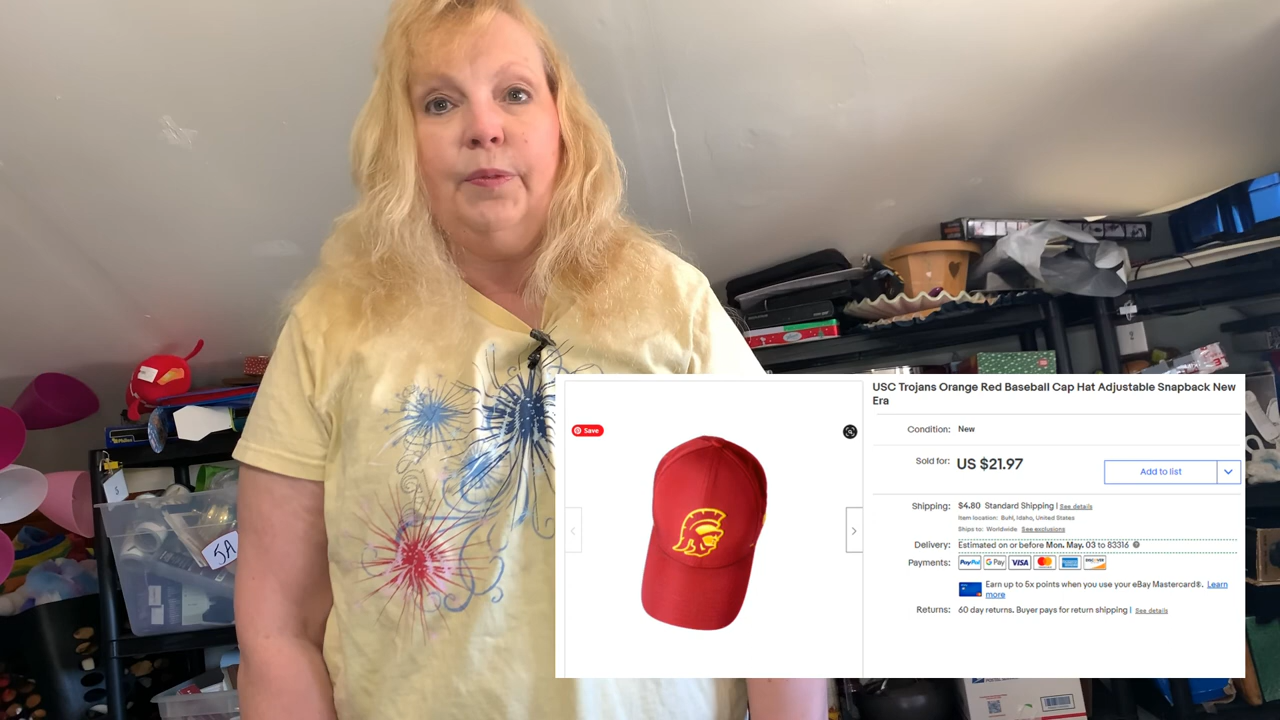 USC Trojans Orange Red Baseball Cap Hat Adjustable Snapback New
Era
Save
Condition: New
Sold for: US $21.97
Add to list
Shipping: $4.80 Standard Shipping | See details
Item location: Buhl, Idaho, United States
Ships to: Worldwide See exclusions
Delivery: Estimated on or before Mon. May. 03 to 83316
Payments: PayPal G Pay VISA
Earn up to 5x points when you use your eBay Mastercard®. Learn
more
Returns: 60 day returns. Buyer pays for return shipping | See details
5A